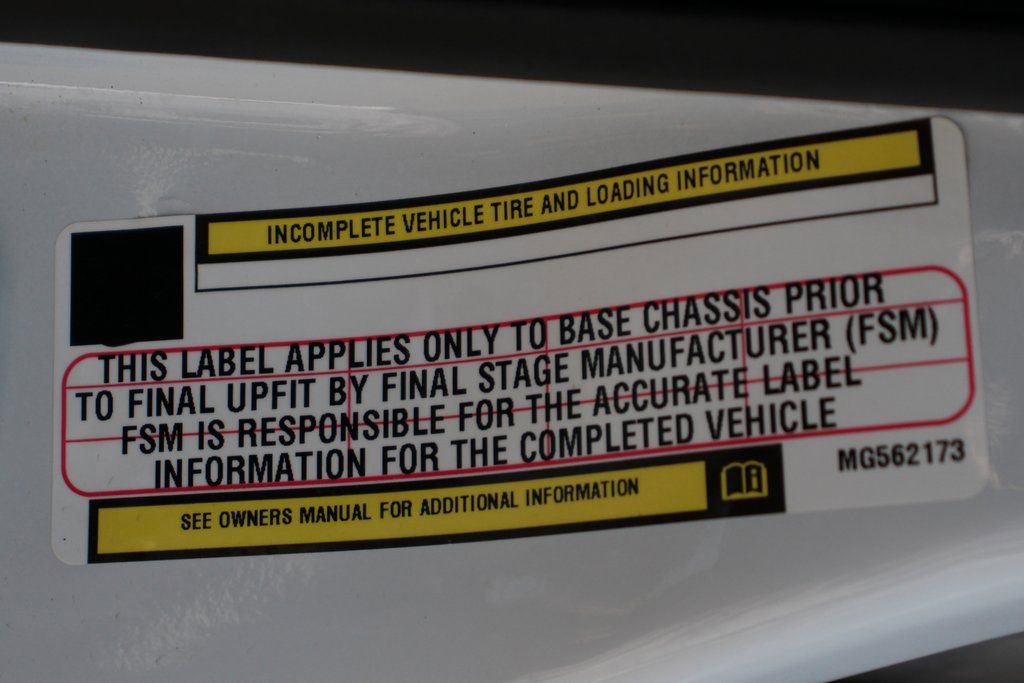 INCOMPLETE VEHICLE TIRE AND LOADING INFORMATION
THIS LABEL APPLIES ONLY TO BASE CHASSIS PRIOR
TO FINAL UPFIT BY FINAL STAGE MANUFACTURER (FSM)
FSM IS RESPONSIBLE FOR THE ACCURATE LABEL
INFORMATION FOR THE COMPLETED VEHICLE
MG562173
SEE OWNERS MANUAL FOR ADDITIONAL INFORMATION